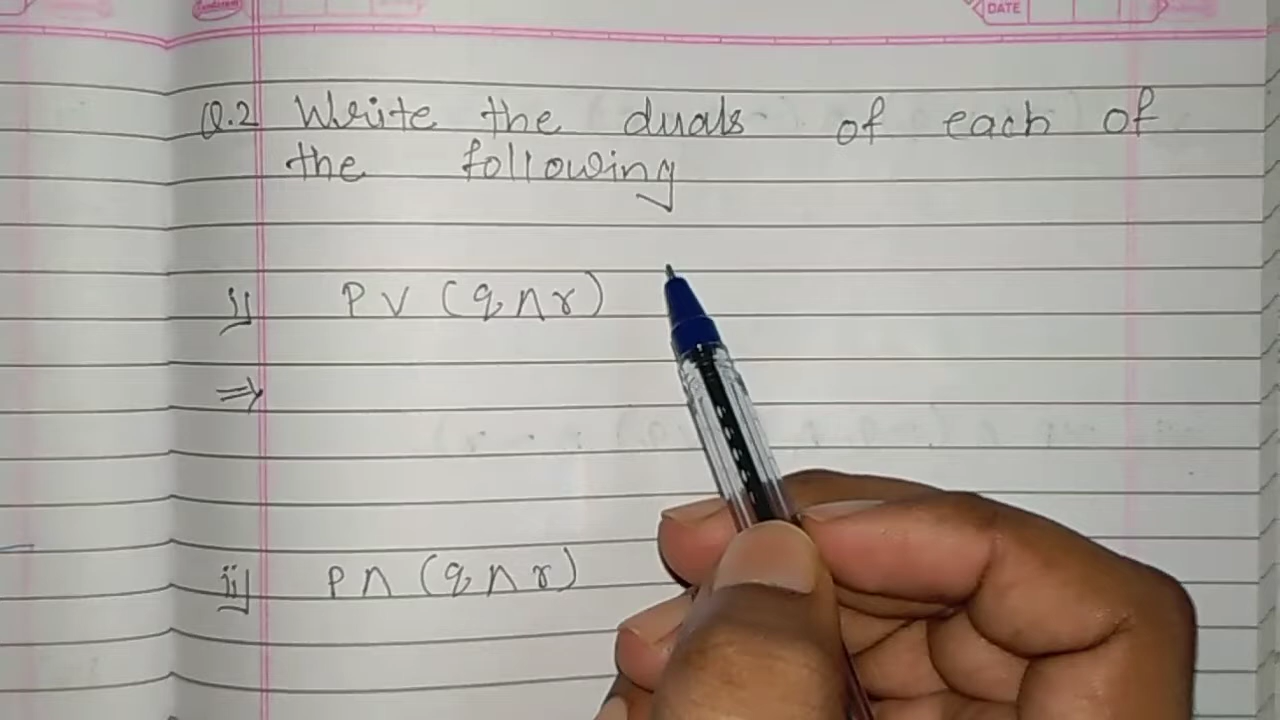 DATE
Q.2 Write the duals of each of
the following
i) P ∨ (q ∧ r)
⇒
ii) P ∧ (q ∧ r)